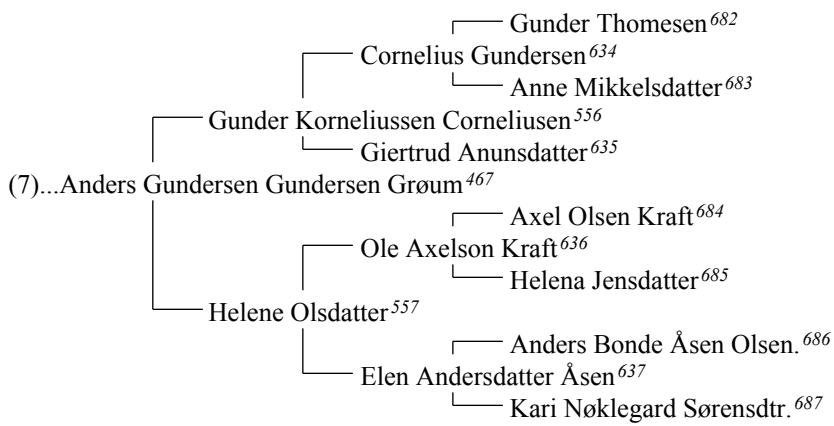 Gunder Thomesen682
Cornelius Gundersen634
Anne Mikkelsdatter683
Gunder Korneliussen Corneliusen556
Giertrud Anunsdatter635
(7)...Anders Gundersen Gundersen Grøum467
Axel Olsen Kraft684
Ole Axelson Kraft636
Helena Jensdatter685
Helene Olsdatter557
Anders Bonde Åsen Olsen.686
Elen Andersdatter Åsen637
Kari Nøklegard Sørensdtr.687